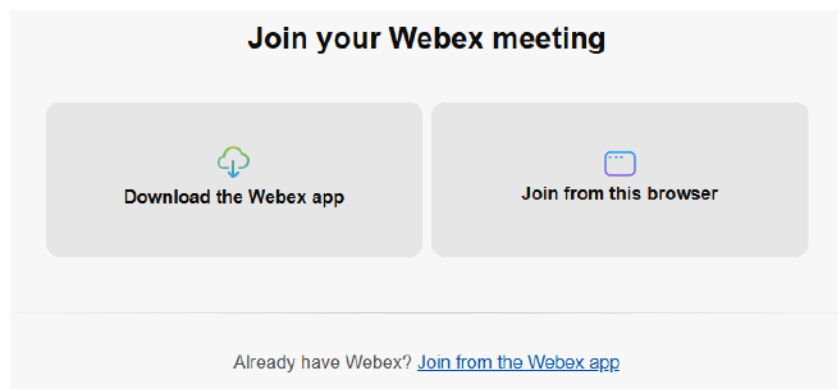 Join your Webex meeting
Download the Webex app
Join from this browser
Already have Webex? Join from the Webex app